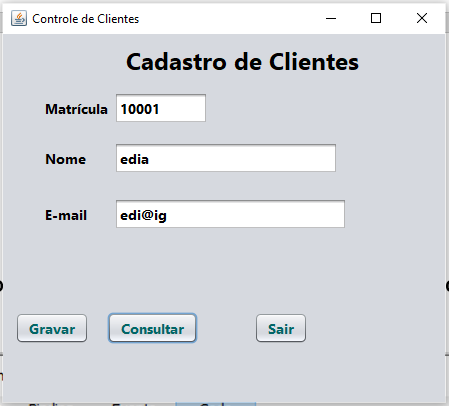 Controle de Clientes
Cadastro de Clientes
Matrícula 10001
Nome edia
E-mail edi@ig
Gravar Consultar Sair